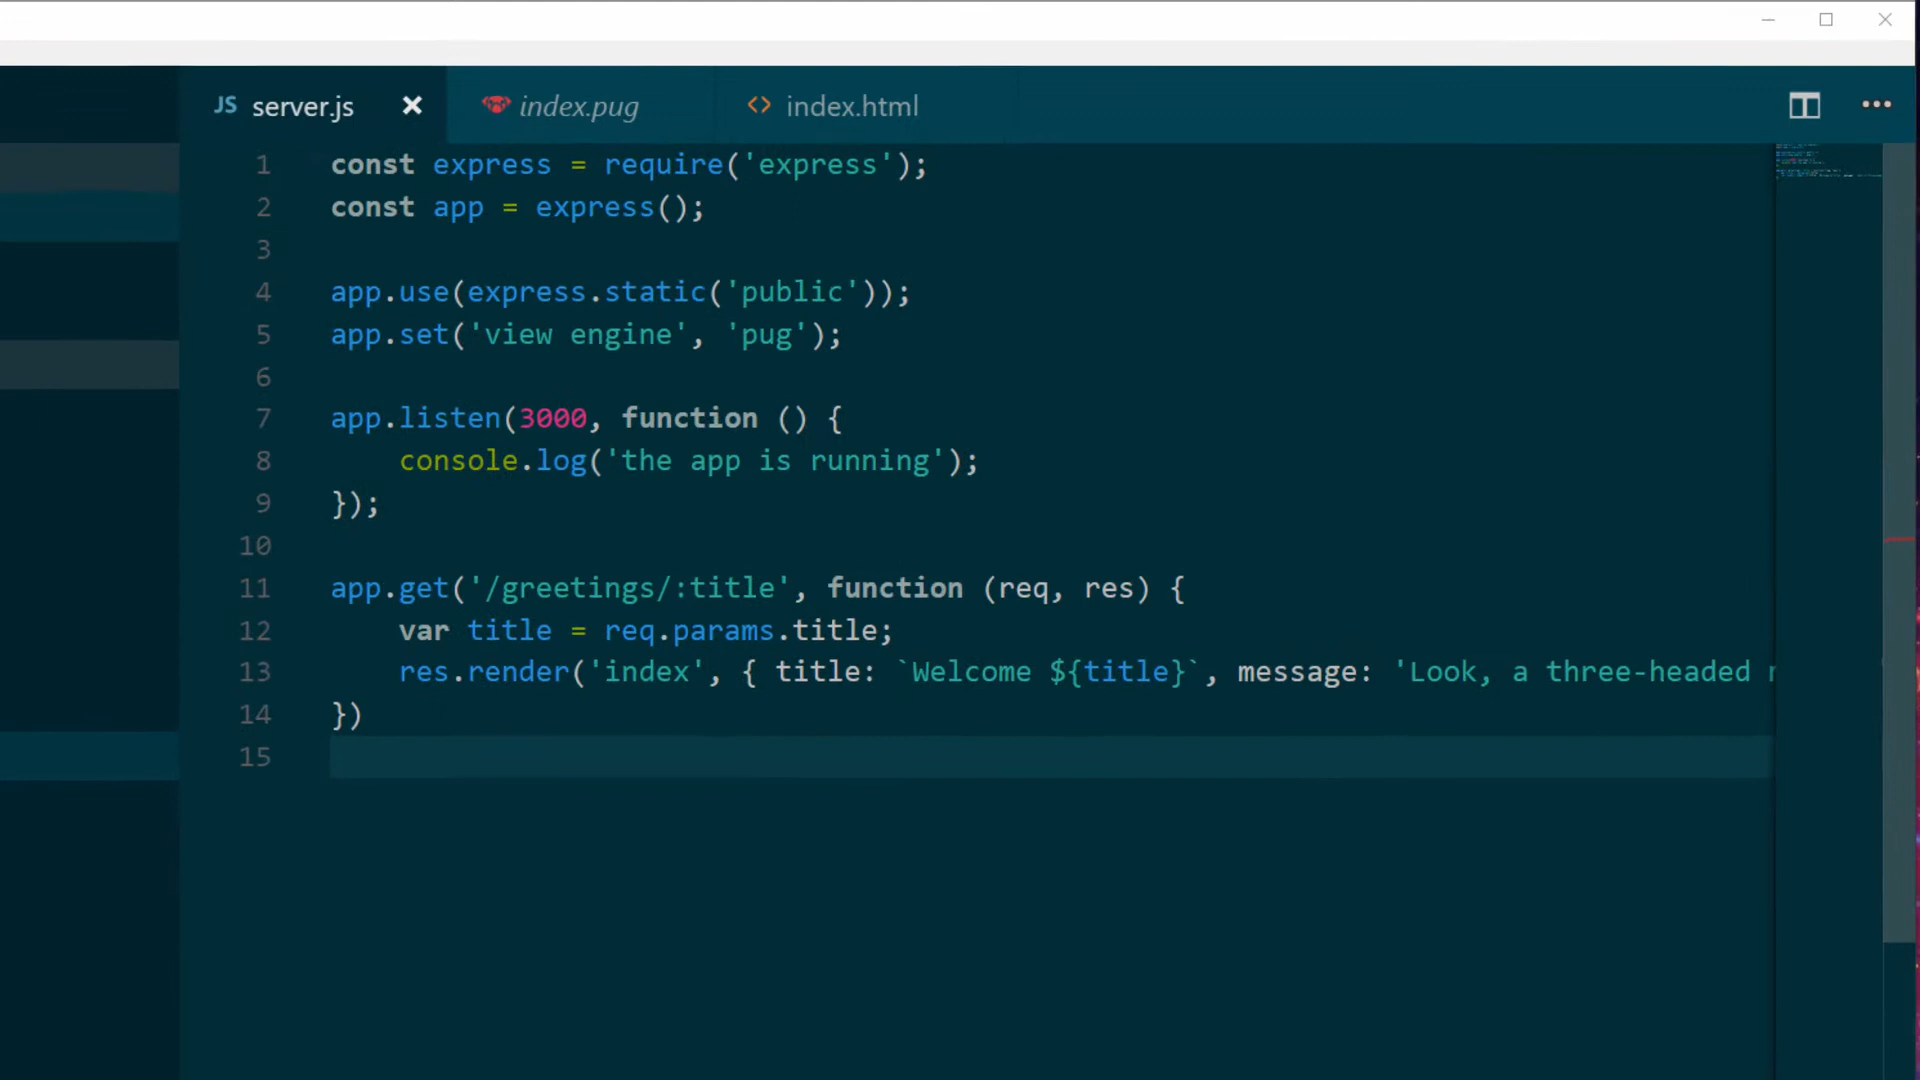 JS server.js index.pug <> index.html
1 const express = require('express');
2 const app = express();
3
4 app.use(express.static('public'));
5 app.set('view engine', 'pug');
6
7 app.listen(3000, function () {
8     console.log('the app is running');
9 });
10
11 app.get('/greetings/:title', function (req, res) {
12     var title = req.params.title;
13     res.render('index', { title: `Welcome ${title}`, message: 'Look, a three-headed
14 })
15